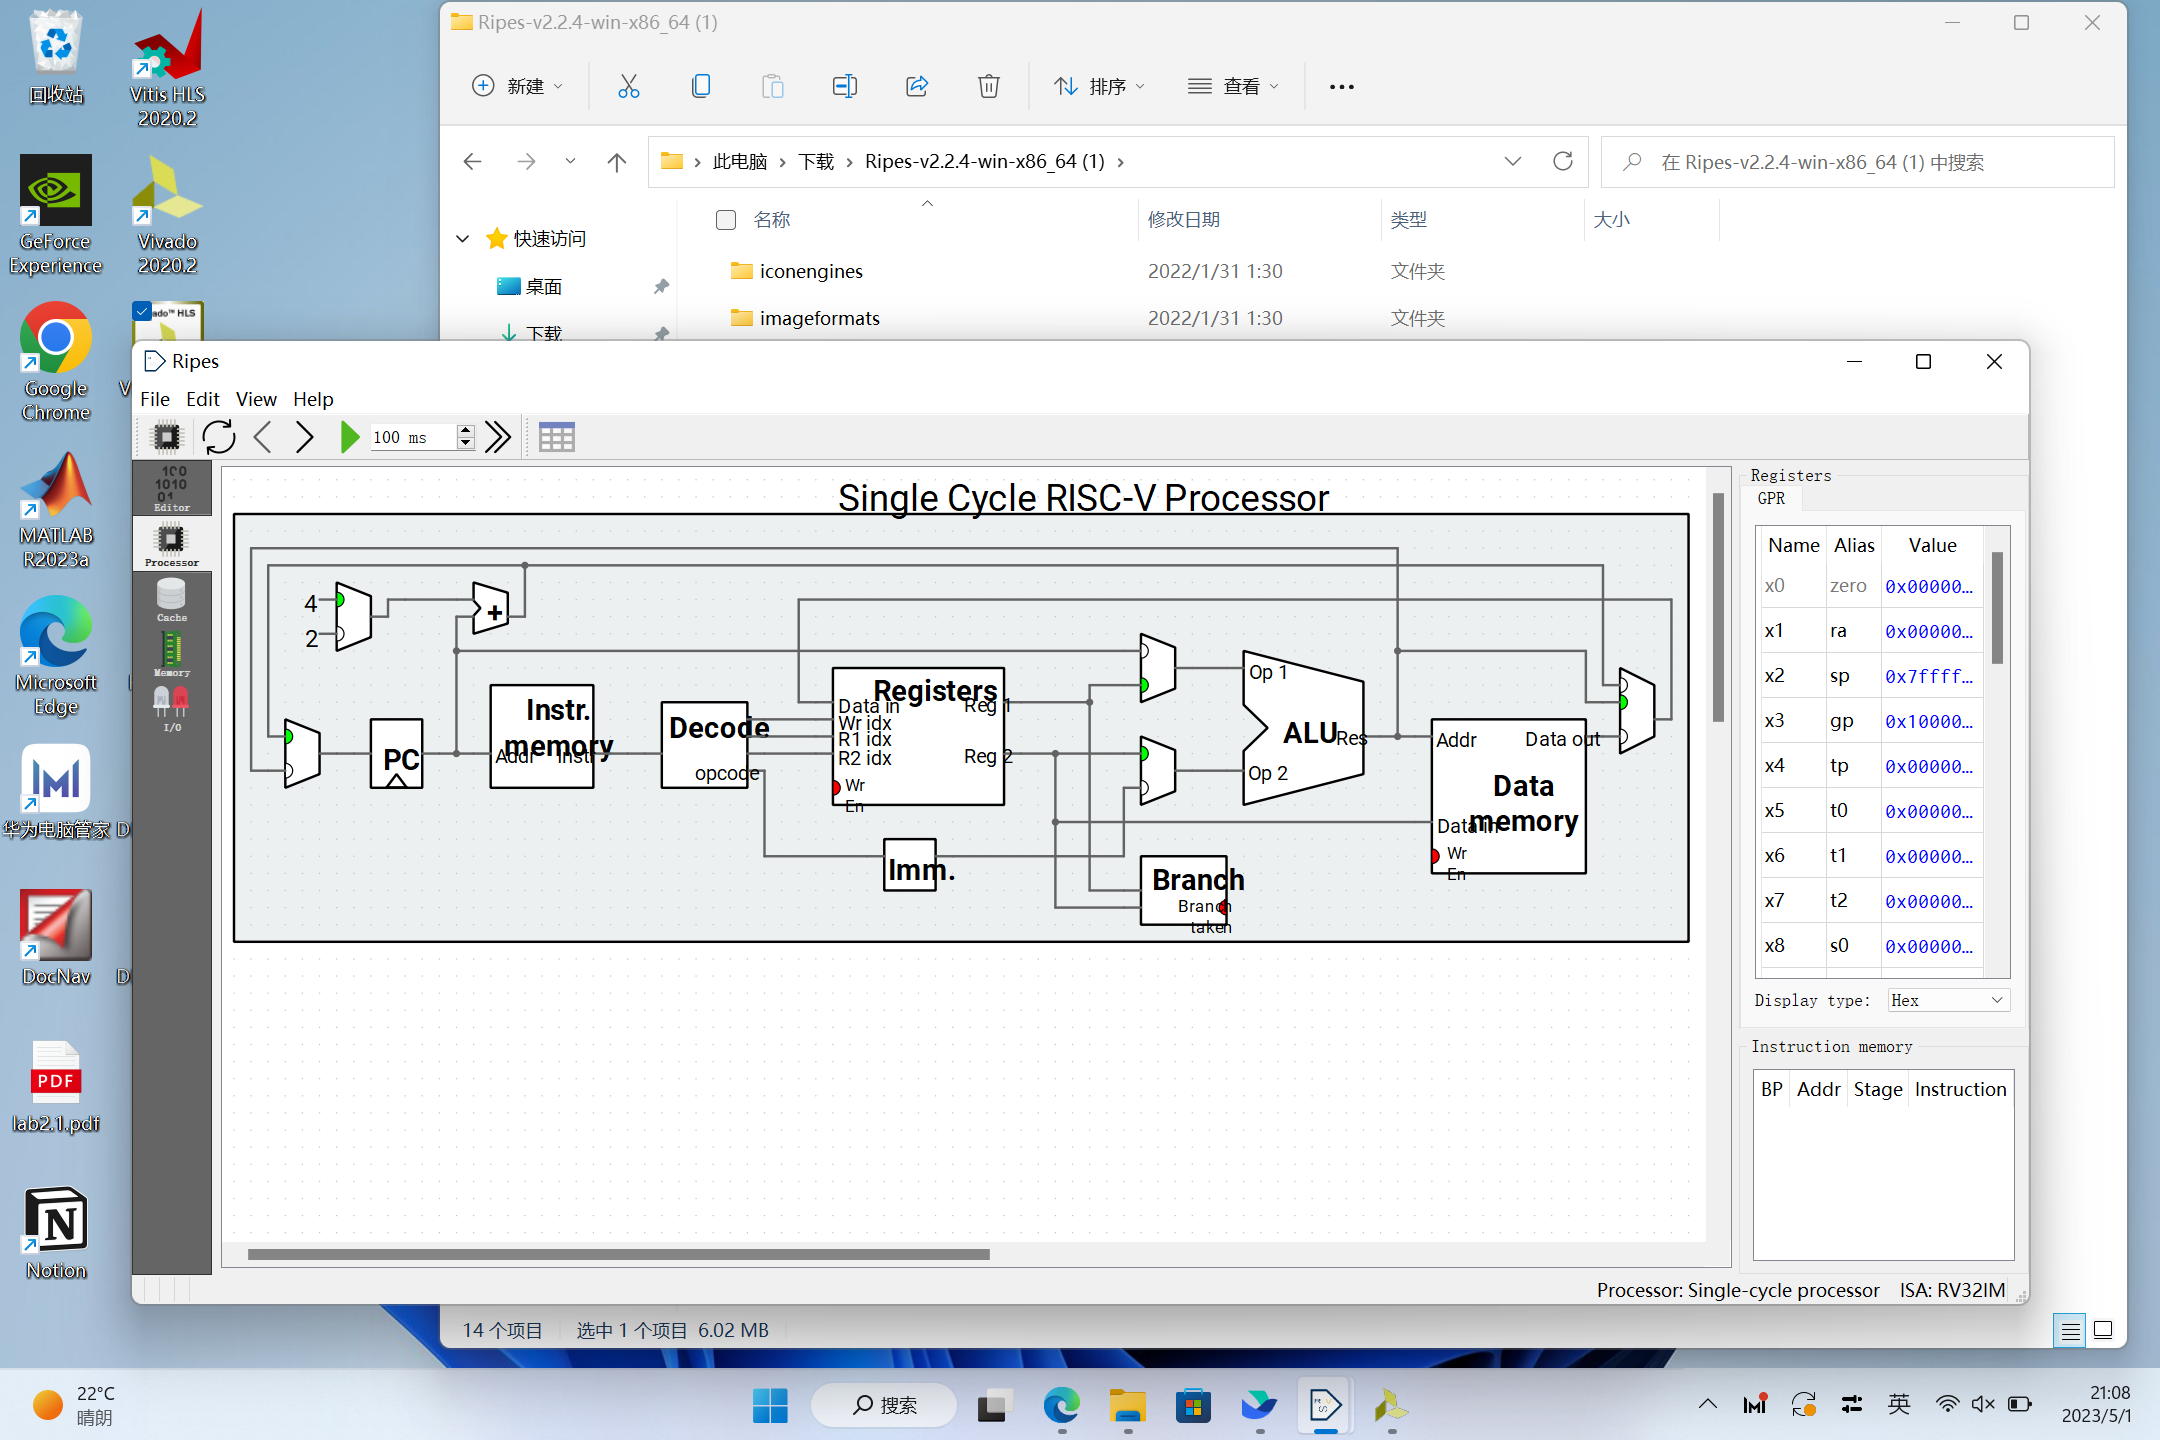 回收站
Vitis HLS
2020.2
GeForce
Experience
Vivado
2020.2
Google
Chrome
MATLAB
R2023a
Microsoft
Edge
华为电脑管家
DocNav
PDF
lab2.1.pdf
Notion
Ripes-v2.2.4-win-x86_64 (1)
新建
排序
查看
此电脑 › 下载 › Ripes-v2.2.4-win-x86_64 (1) ›
在 Ripes-v2.2.4-win-x86_64 (1) 中搜索
名称 修改日期 类型 大小
快速访问
桌面
下载
iconengines 2022/1/31 1:30 文件夹
imageformats 2022/1/31 1:30 文件夹
Ripes
File Edit View Help
100 ms
Editor
Processor
Cache
Memory
I/O
Single Cycle RISC-V Processor
4
2
+
PC
Instr.
memory
Addr Instr
Decode
opcode
Registers
Data in
Wr idx
R1 idx
R2 idx
Wr
En
Reg 1
Reg 2
Imm.
Op 1
ALU
Res
Op 2
Branch
Branch
taken
Addr Data out
Data
memory
Data in
Wr
En
Registers
GPR
Name Alias Value
x0 zero 0x00000...
x1 ra 0x00000...
x2 sp 0x7ffff...
x3 gp 0x10000...
x4 tp 0x00000...
x5 t0 0x00000...
x6 t1 0x00000...
x7 t2 0x00000...
x8 s0 0x00000...
Display type: Hex
Instruction memory
BP Addr Stage Instruction
Processor: Single-cycle processor ISA: RV32IM
14 个项目 选中 1 个项目 6.02 MB
22°C
晴朗
搜索
英
21:08
2023/5/1